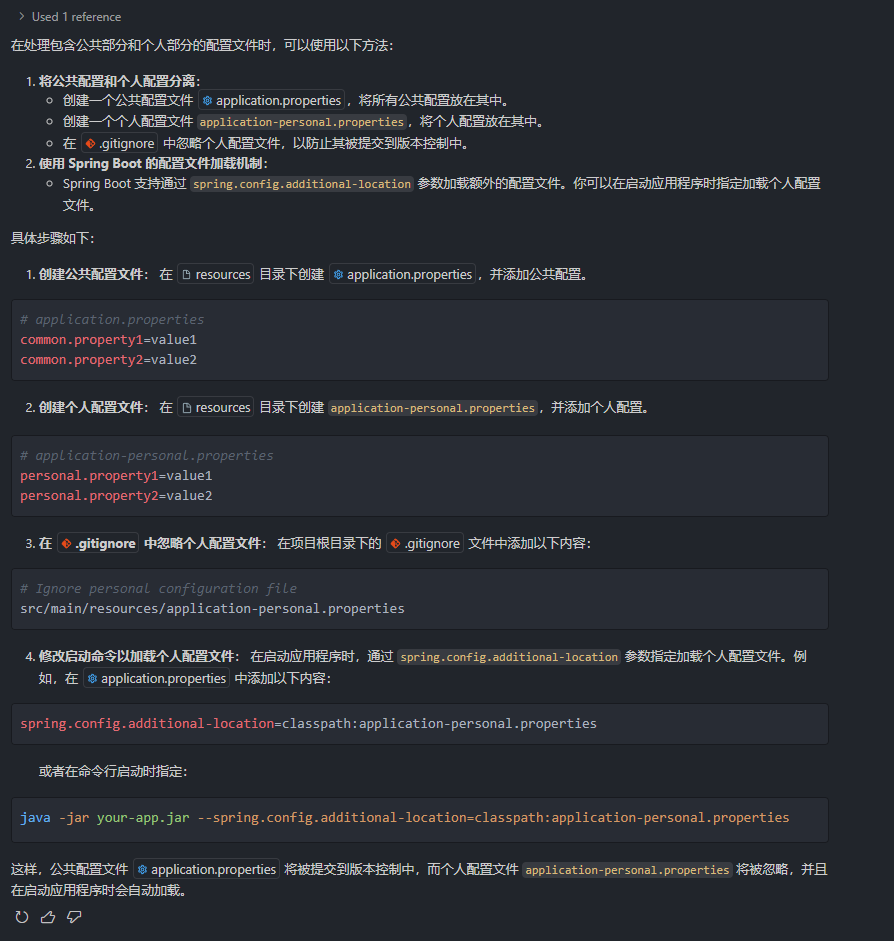 Used 1 reference
在处理包含公共部分和个人部分的配置文件时，可以使用以下方法：
1. 将公共配置和个人配置分离：
创建一个公共配置文件 application.properties ，将所有公共配置放在其中。
创建一个个人配置文件 application-personal.properties，将个人配置放在其中。
在 .gitignore 中忽略个人配置文件，以防止其被提交到版本控制中。
2. 使用 Spring Boot 的配置文件加载机制：
Spring Boot 支持通过 spring.config.additional-location 参数加载额外的配置文件。你可以在启动应用程序时指定加载个人配置
文件。
具体步骤如下：
1. 创建公共配置文件： 在 resources 目录下创建 application.properties ，并添加公共配置。
# application.properties
common.property1=value1
common.property2=value2
2. 创建个人配置文件： 在 resources 目录下创建 application-personal.properties，并添加个人配置。
# application-personal.properties
personal.property1=value1
personal.property2=value2
3. 在 .gitignore 中忽略个人配置文件： 在项目根目录下的 .gitignore 文件中添加以下内容：
# Ignore personal configuration file
src/main/resources/application-personal.properties
4. 修改启动命令以加载个人配置文件： 在启动应用程序时，通过 spring.config.additional-location 参数指定加载个人配置文件。例
如，在 application.properties 中添加以下内容：
spring.config.additional-location=classpath:application-personal.properties
或者在命令行启动时指定：
java -jar your-app.jar --spring.config.additional-location=classpath:application-personal.properties
这样，公共配置文件 application.properties 将被提交到版本控制中，而个人配置文件 application-personal.properties 将被忽略，并且
在启动应用程序时会自动加载。